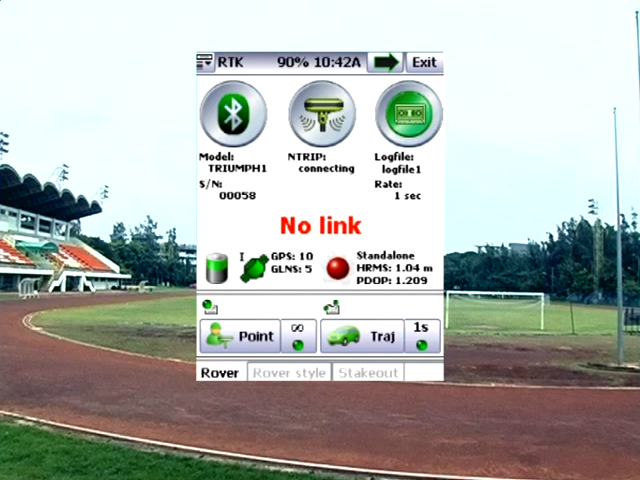 RTK 90% 10:42A Exit
Model: NTRIP: Logfile:
TRIUMPH1 connecting logfile1
S/N: Rate:
00058 1 sec
No link
I GPS: 10 Standalone
GLNS: 5 HRMS: 1.04 m
PDOP: 1.209
Point ∞ Traj 1s
Rover Rover style Stakeout